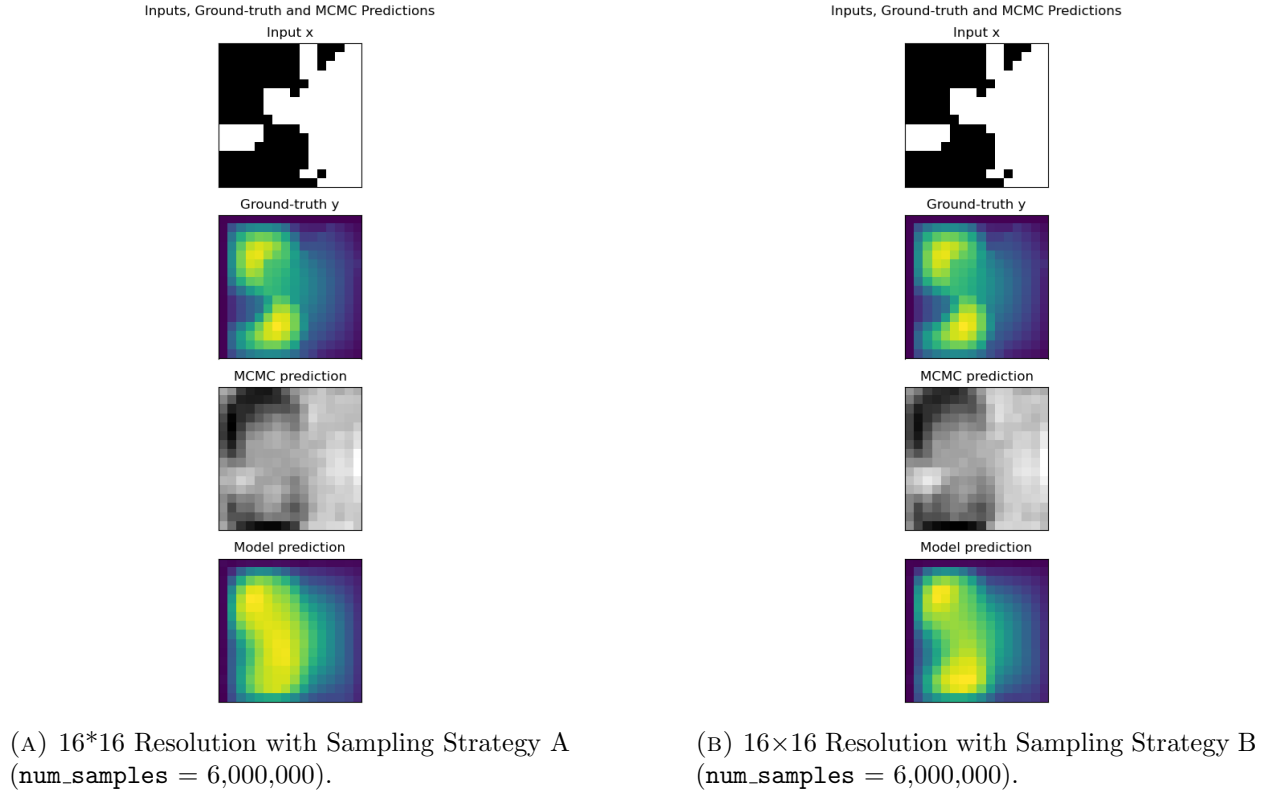 Inputs, Ground-truth and MCMC Predictions
Input x
Ground-truth y
MCMC prediction
Model prediction
(A) 16*16 Resolution with Sampling Strategy A
(num_samples = 6,000,000).
Inputs, Ground-truth and MCMC Predictions
Input x
Ground-truth y
MCMC prediction
Model prediction
(B) 16×16 Resolution with Sampling Strategy B
(num_samples = 6,000,000).